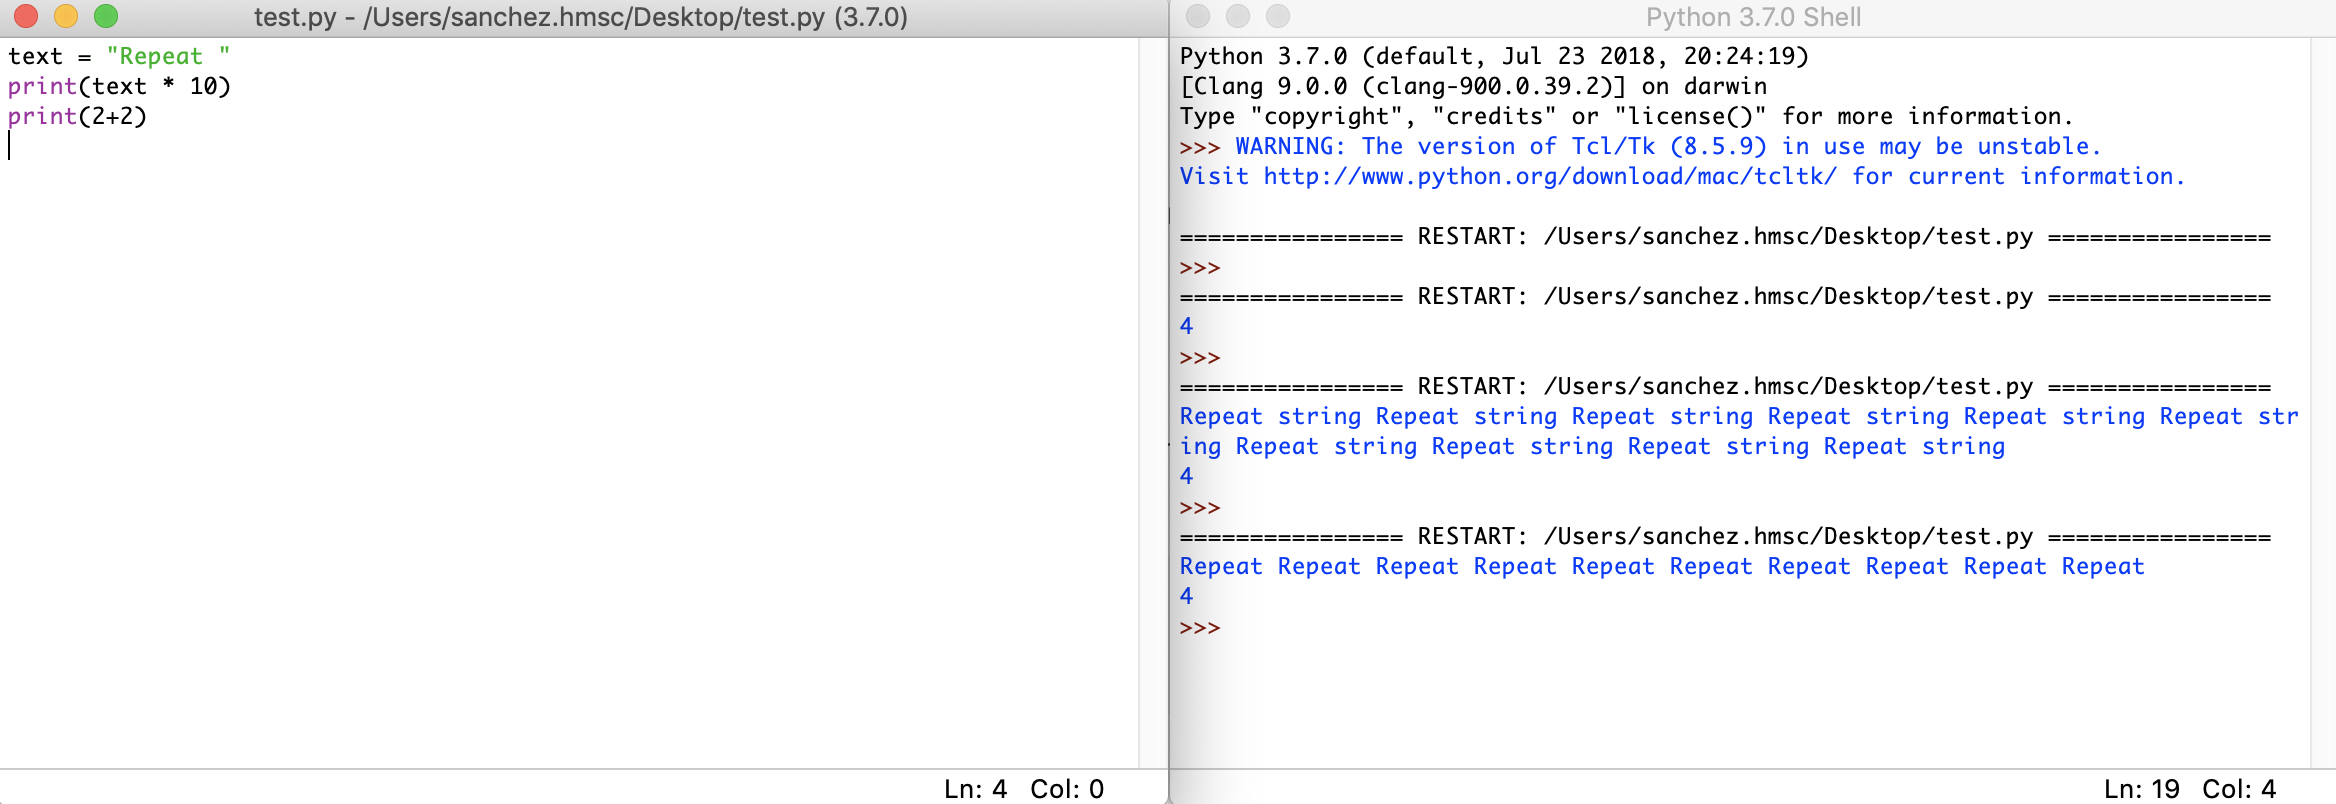 test.py - /Users/sanchez.hmsc/Desktop/test.py (3.7.0)
text = "Repeat "
print(text * 10)
print(2+2)
Ln: 4 Col: 0
Python 3.7.0 Shell
Python 3.7.0 (default, Jul 23 2018, 20:24:19)
[Clang 9.0.0 (clang-900.0.39.2)] on darwin
Type "copyright", "credits" or "license()" for more information.
>>> WARNING: The version of Tcl/Tk (8.5.9) in use may be unstable.
Visit http://www.python.org/download/mac/tcltk/ for current information.
================ RESTART: /Users/sanchez.hmsc/Desktop/test.py ================
>>>
================ RESTART: /Users/sanchez.hmsc/Desktop/test.py ================
4
>>>
================ RESTART: /Users/sanchez.hmsc/Desktop/test.py ================
Repeat string Repeat string Repeat string Repeat string Repeat string Repeat str
ing Repeat string Repeat string Repeat string Repeat string
4
>>>
================ RESTART: /Users/sanchez.hmsc/Desktop/test.py ================
Repeat Repeat Repeat Repeat Repeat Repeat Repeat Repeat Repeat Repeat
4
>>>
Ln: 19 Col: 4